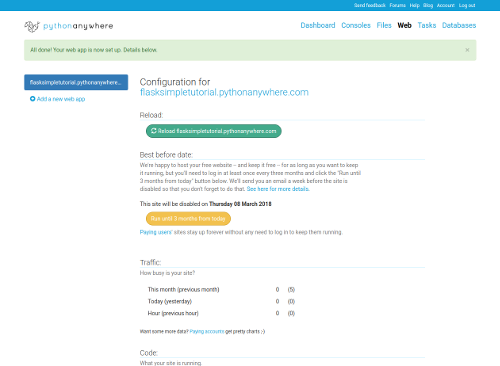 Send feedback Forums Help Blog Account Log out
pythonanywhere
Dashboard Consoles Files Web Tasks Databases
All done! Your web app is now set up. Details below. ×
flasksimpletutorial.pythonanywhere...
Add a new web app
Configuration for
flasksimpletutorial.pythonanywhere.com
Reload:
Reload flasksimpletutorial.pythonanywhere.com
Best before date:
We're happy to host your free website – and keep it free – for as long as you want to keep
it running, but you'll need to log in at least once every three months and click the "Run until
3 months from today" button below. We'll send you an email a week before the site is
disabled so that you don't forget to do that. See here for more details.
This site will be disabled on Thursday 08 March 2018
Run until 3 months from today
Paying users' sites stay up forever without any need to log in to keep them running.
Traffic:
How busy is your site?
This month (previous month) 0 (5)
Today (yesterday) 0 (0)
Hour (previous hour) 0 (0)
Want some more data? Paying accounts get pretty charts ;-)
Code:
What your site is running.